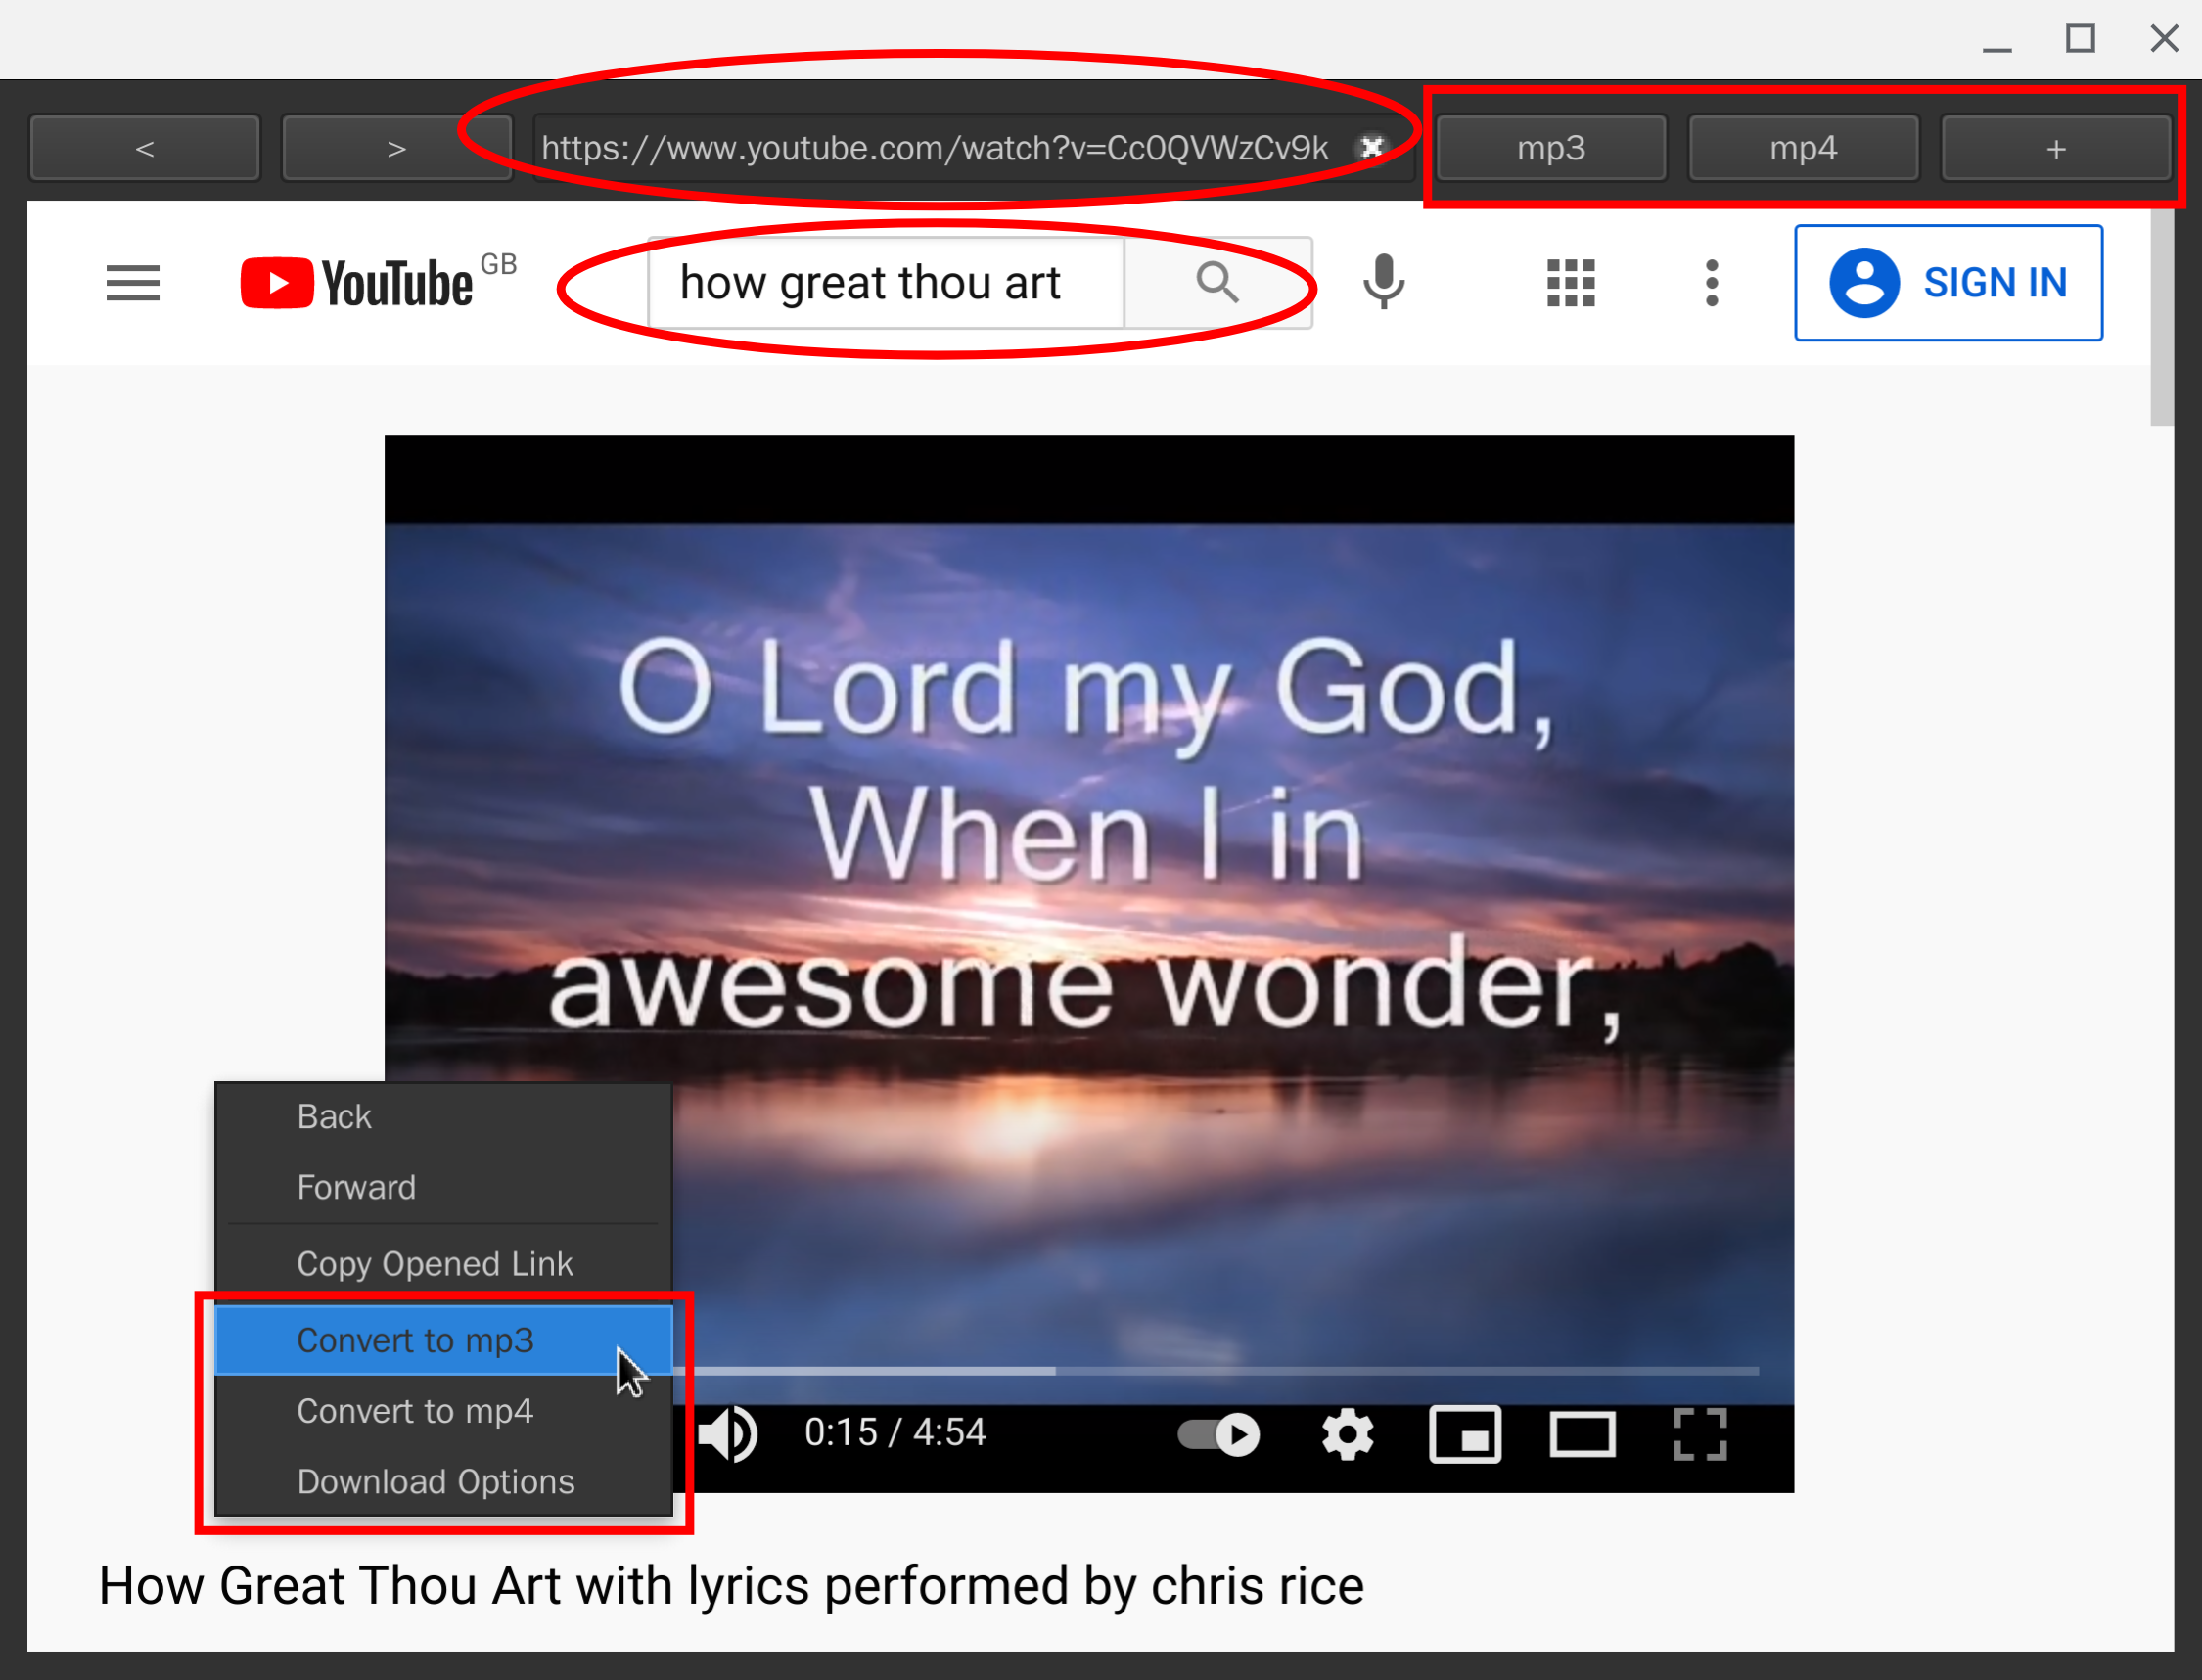 < > https://www.youtube.com/watch?v=Cc0QVWzCv9k mp3 mp4 +
YouTube GB how great thou art SIGN IN
O Lord my God,
When I in
awesome wonder,
Back
Forward
Copy Opened Link
Convert to mp3
Convert to mp4
Download Options
0:15 / 4:54
How Great Thou Art with lyrics performed by chris rice